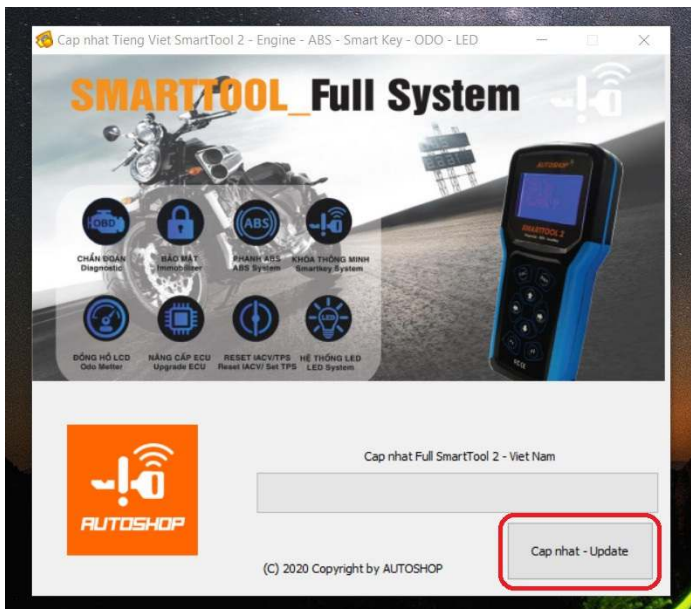 Cap nhat Tieng Viet SmartTool 2 - Engine - ABS - Smart Key - ODO - LED
SMARTTOOL_Full System
AUTOSHOP
SMARTTOOL 2
OBD
ABS
LED
CHẨN ĐOÁN
Diagnostic
BẢO MẬT
Immobilizer
PHANH ABS
ABS System
KHÓA THÔNG MINH
Smartkey System
ĐỒNG HỒ LCD
Odo Metter
NÂNG CẤP ECU
Upgrade ECU
RESET IACV/TPS
Reset IACV/ Set TPS
HỆ THỐNG LED
LED System
Cap nhat Full SmartTool 2 - Viet Nam
AUTOSHOP
Cap nhat - Update
(C) 2020 Copyright by AUTOSHOP